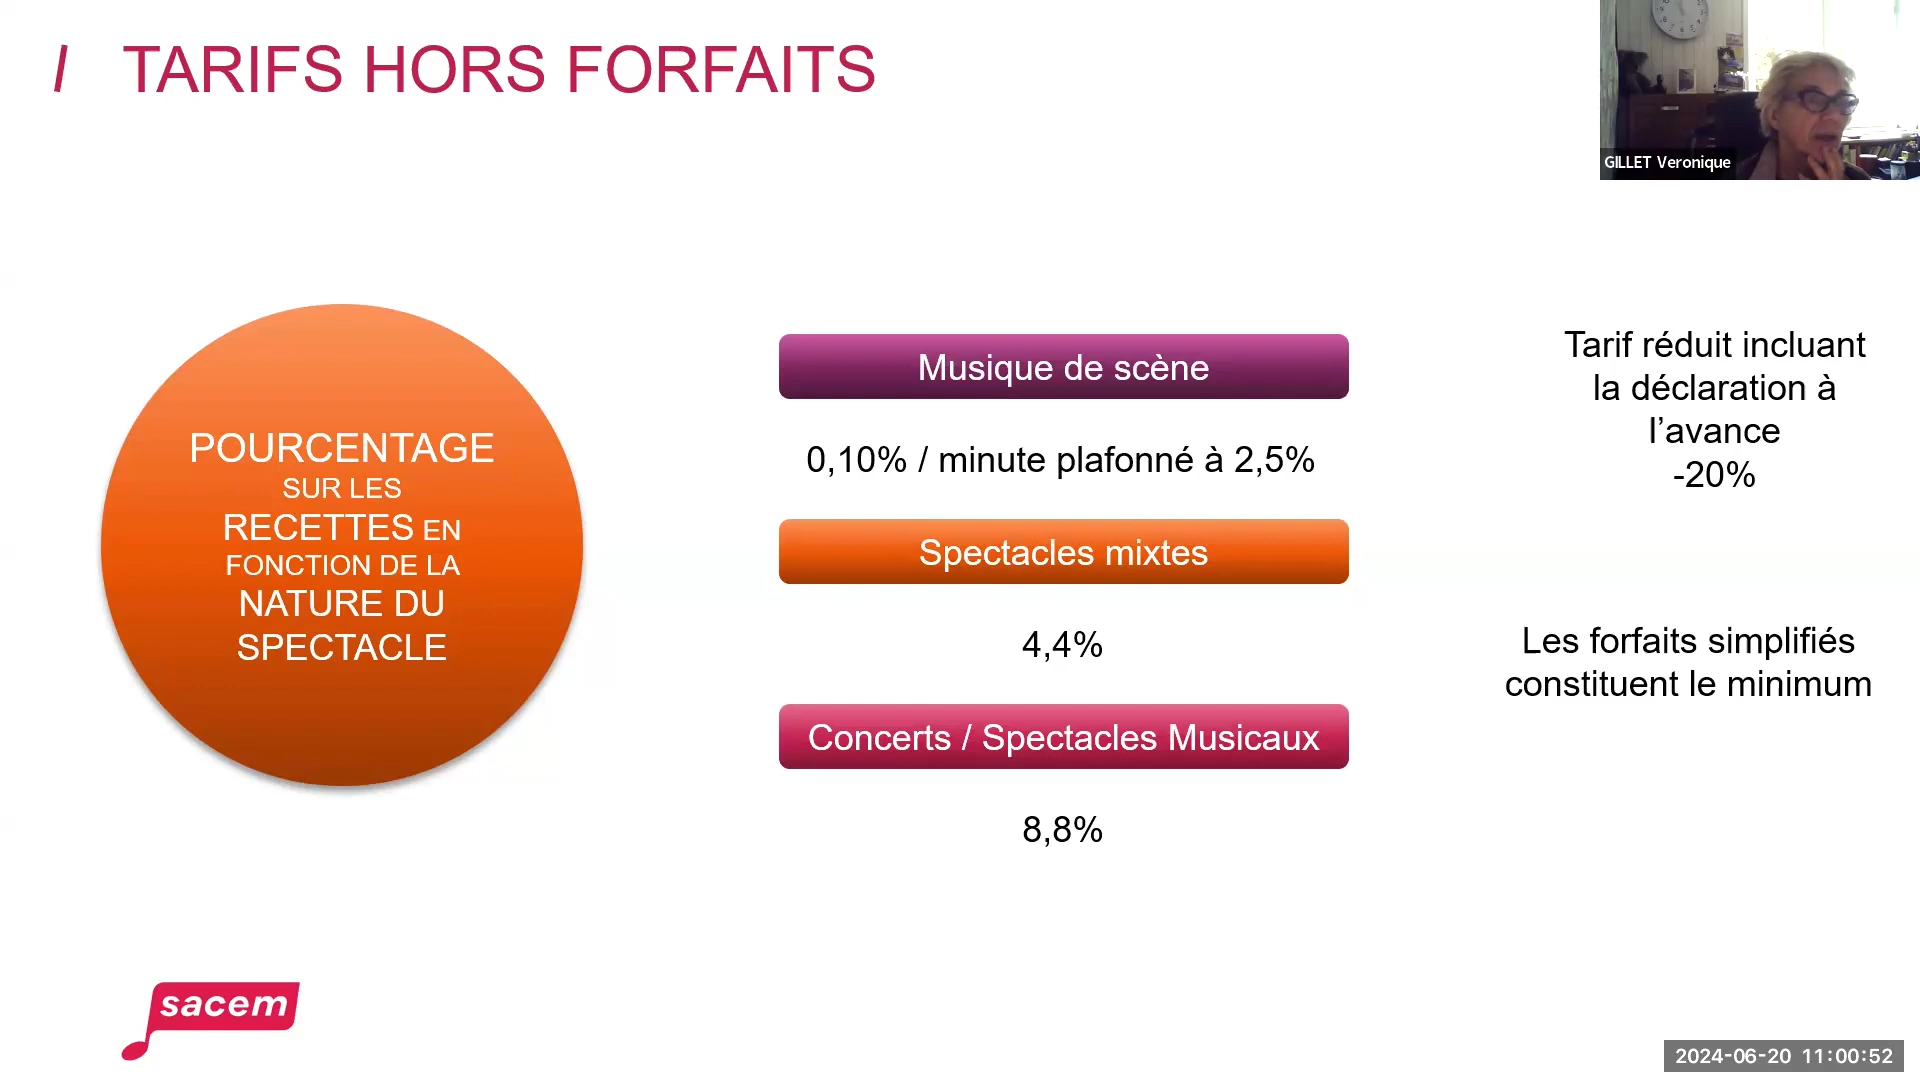 / TARIFS HORS FORFAITS
GILLET Veronique
POURCENTAGE
SUR LES
RECETTES EN
FONCTION DE LA
NATURE DU
SPECTACLE
Musique de scène
0,10% / minute plafonné à 2,5%
Spectacles mixtes
4,4%
Concerts / Spectacles Musicaux
8,8%
Tarif réduit incluant
la déclaration à
l’avance
-20%
Les forfaits simplifiés
constituent le minimum
sacem
2024-06-20 11:00:52